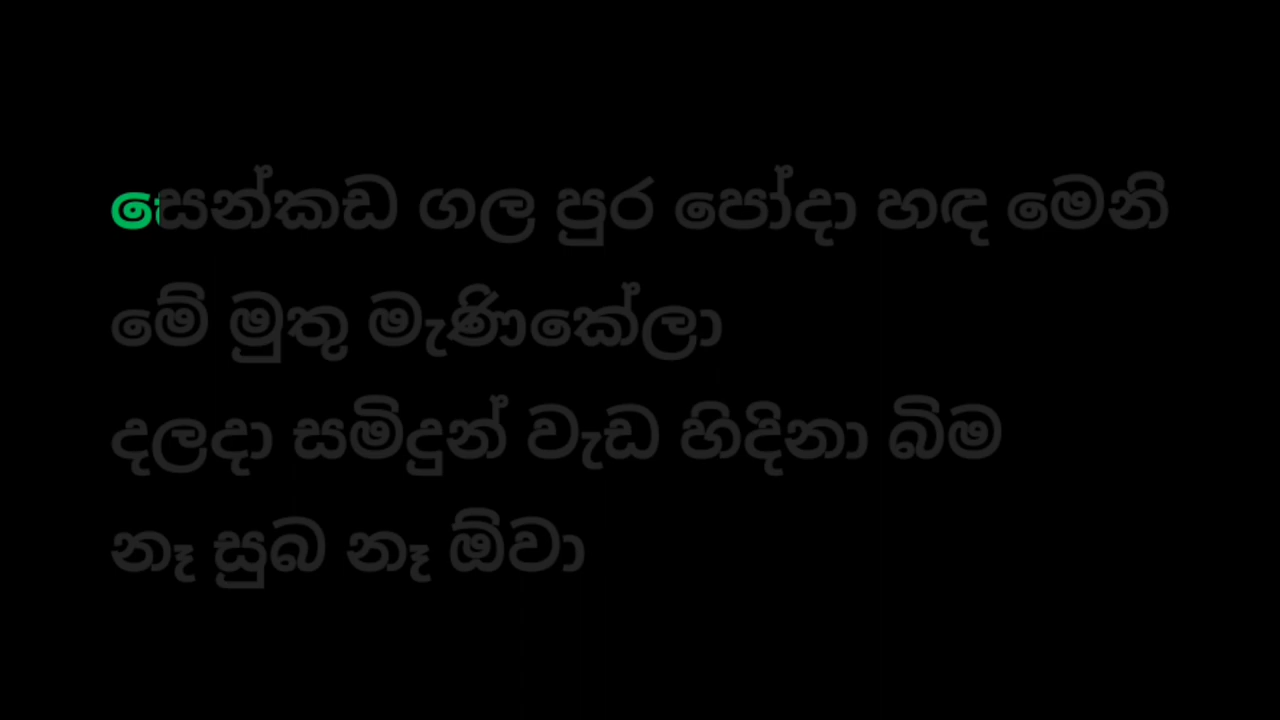 සෙන්කඩ ගල පුර පෝදා හඳ මෙනි
මේ මුතු මැණිකේලා
දලදා සමිදුන් වැඩ හිදිනා බිම
නෑ සුබ නෑ ඕවා